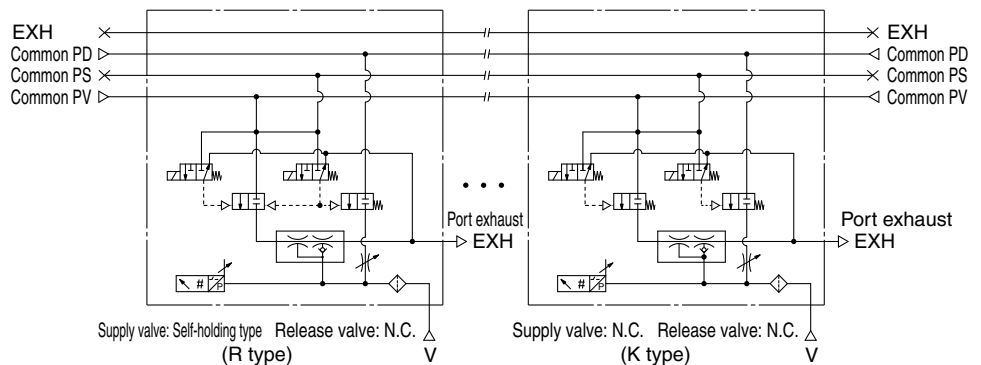 EXH
EXH
Common PD
Common PD
Common PS
Common PS
Common PV
Common PV
Port exhaust
EXH
Port exhaust
EXH
#
P
#
P
Supply valve: Self-holding type
Release valve: N.C.
V
(R type)
Supply valve: N.C.
Release valve: N.C.
V
(K type)